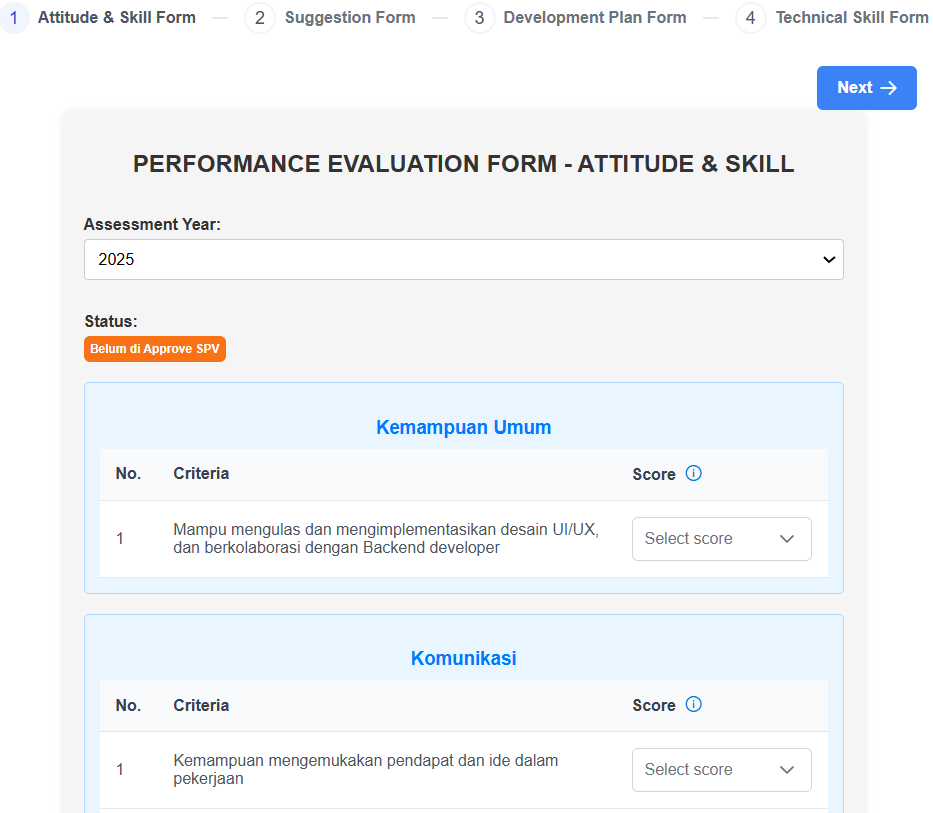 1 Attitude & Skill Form — 2 Suggestion Form — 3 Development Plan Form — 4 Technical Skill Form
Next →
PERFORMANCE EVALUATION FORM - ATTITUDE & SKILL
Assessment Year:
2025
Status:
Belum di Approve SPV
Kemampuan Umum
No. Criteria Score
1 Mampu mengulas dan mengimplementasikan desain UI/UX,
dan berkolaborasi dengan Backend developer
Select score
Komunikasi
No. Criteria Score
1 Kemampuan mengemukakan pendapat dan ide dalam
pekerjaan
Select score